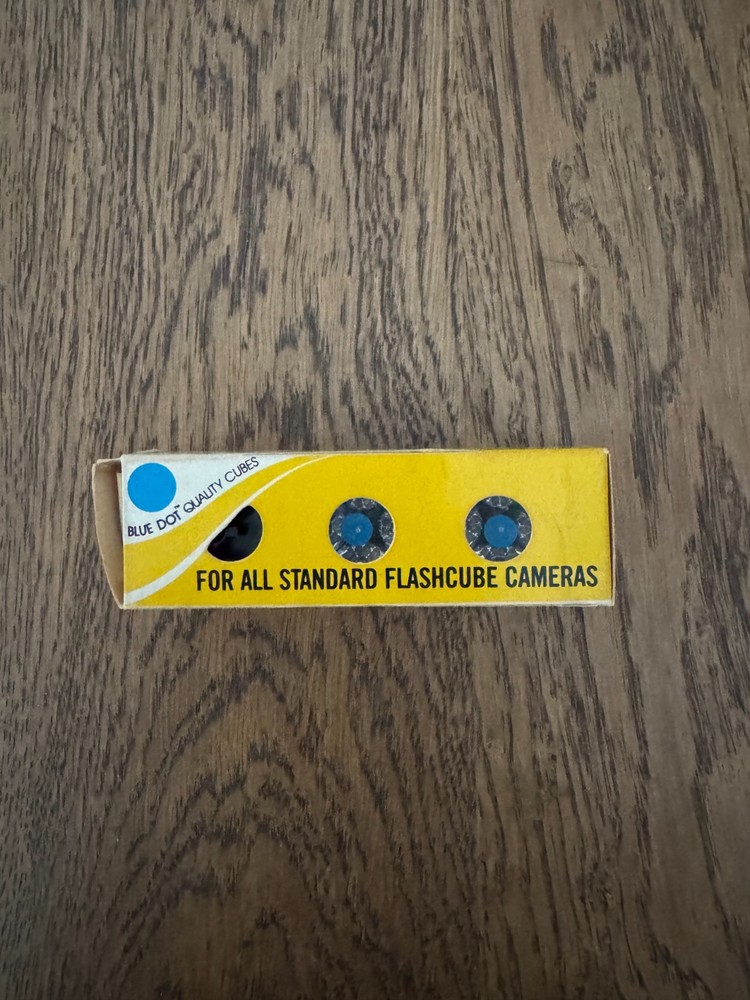 BLUE DOT™ QUALITY CUBES
FOR ALL STANDARD FLASHCUBE CAMERAS